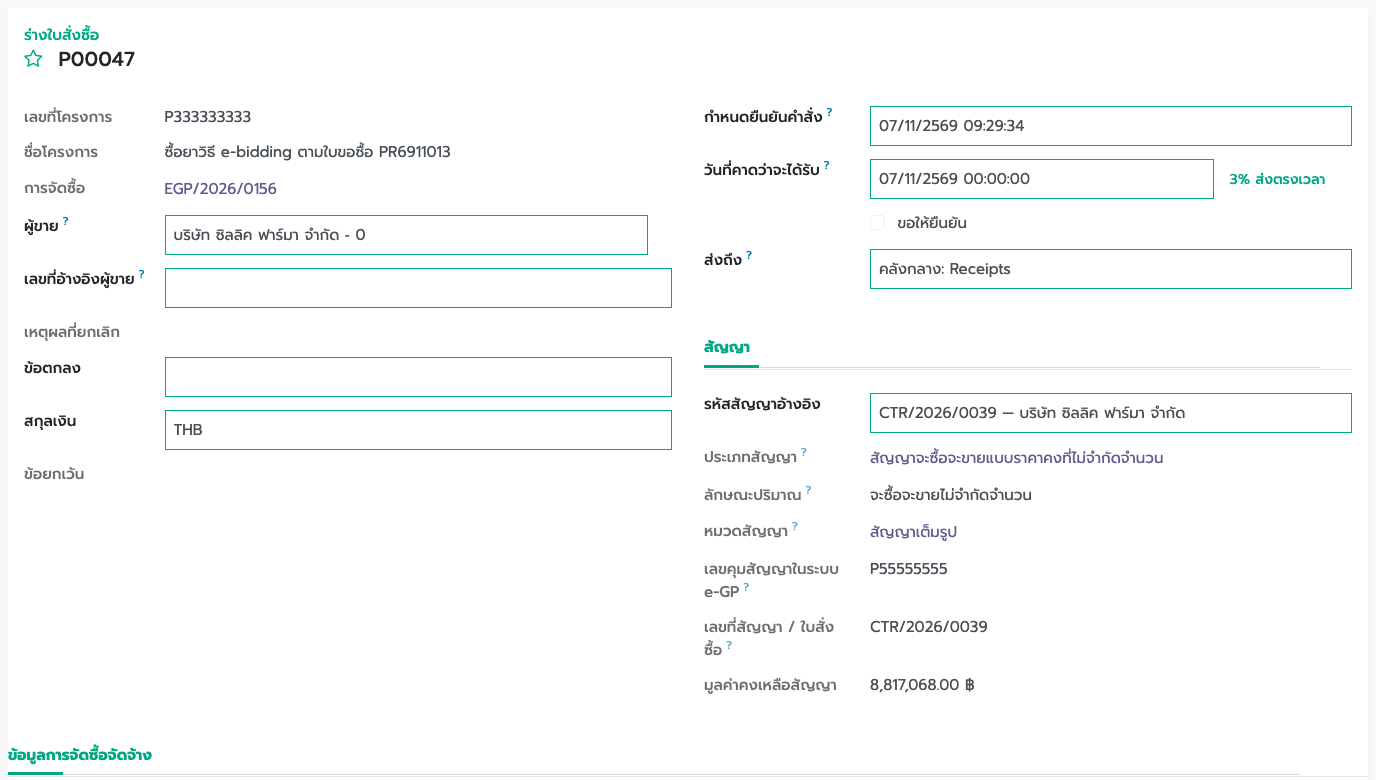 ร่างใบสั่งซื้อ
P00047
เลขที่โครงการ P333333333
ชื่อโครงการ ซื้อยาวิธี e-bidding ตามใบขอซื้อ PR6911013
การจัดซื้อ EGP/2026/0156
ผู้ขาย ? บริษัท ซิลลิค ฟาร์มา จำกัด - 0
เลขที่อ้างอิงผู้ขาย ?
เหตุผลที่ยกเลิก
ข้อตกลง
สกุลเงิน THB
ข้อยกเว้น
กำหนดยืนยันคำสั่ง ? 07/11/2569 09:29:34
วันที่คาดว่าจะได้รับ ? 07/11/2569 00:00:00 3% ส่งตรงเวลา
ขอให้ยืนยัน
ส่งถึง ? คลังกลาง: Receipts
สัญญา
รหัสสัญญาอ้างอิง CTR/2026/0039 — บริษัท ซิลลิค ฟาร์มา จำกัด
ประเภทสัญญา ? สัญญาจะซื้อจะขายแบบราคาคงที่ไม่จำกัดจำนวน
ลักษณะปริมาณ ? จะซื้อจะขายไม่จำกัดจำนวน
หมวดสัญญา ? สัญญาเต็มรูป
เลขคุมสัญญาในระบบ P55555555
e-GP ?
เลขที่สัญญา / ใบสั่ง CTR/2026/0039
ซื้อ ?
มูลค่าคงเหลือสัญญา 8,817,068.00 ฿
ข้อมูลการจัดซื้อจัดจ้าง